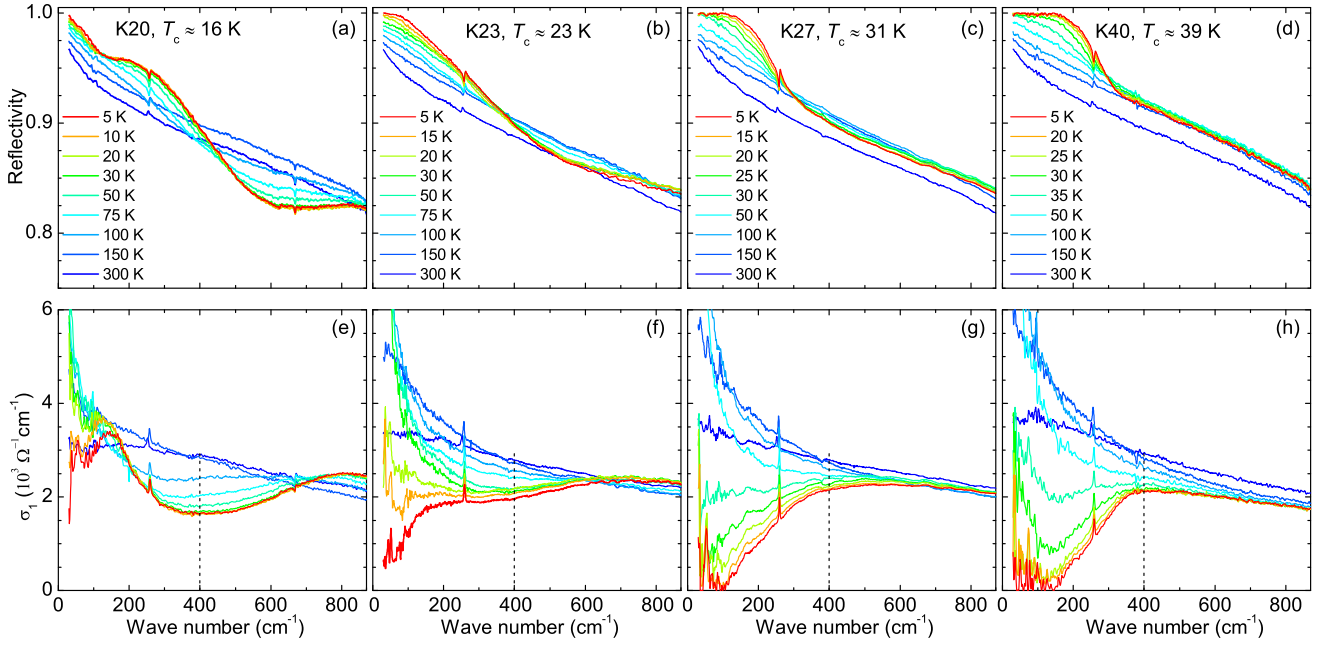 K20, Tc ≈ 16 K (a)
1.0
0.9
0.8
Reflectivity
5 K
10 K
20 K
30 K
50 K
75 K
100 K
150 K
300 K
K23, Tc ≈ 23 K (b)
5 K
15 K
20 K
30 K
50 K
75 K
100 K
150 K
300 K
K27, Tc ≈ 31 K (c)
5 K
15 K
20 K
25 K
30 K
50 K
100 K
150 K
300 K
K40, Tc ≈ 39 K (d)
5 K
20 K
25 K
30 K
35 K
50 K
100 K
150 K
300 K
(e)
6
4
2
0
σ1 (10³ Ω⁻¹cm⁻¹)
0 200 400 600 800
Wave number (cm⁻¹)
(f)
0 200 400 600 800
Wave number (cm⁻¹)
(g)
0 200 400 600 800
Wave number (cm⁻¹)
(h)
0 200 400 600 800
Wave number (cm⁻¹)